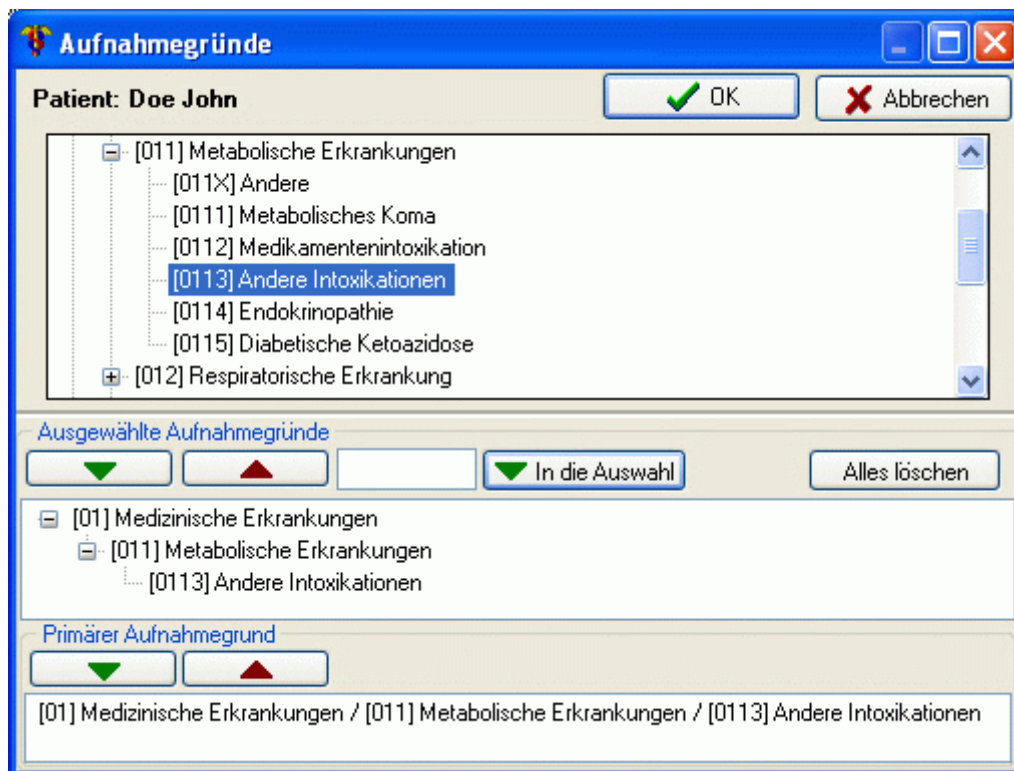 Aufnahmegründe
Patient: Doe John
OK
Abbrechen
[011] Metabolische Erkrankungen
[011X] Andere
[0111] Metabolisches Koma
[0112] Medikamentenintoxikation
[0113] Andere Intoxikationen
[0114] Endokrinopathie
[0115] Diabetische Ketoazidose
[012] Respiratorische Erkrankung
Ausgewählte Aufnahmegründe
In die Auswahl
Alles löschen
[01] Medizinische Erkrankungen
[011] Metabolische Erkrankungen
[0113] Andere Intoxikationen
Primärer Aufnahmegrund
[01] Medizinische Erkrankungen / [011] Metabolische Erkrankungen / [0113] Andere Intoxikationen